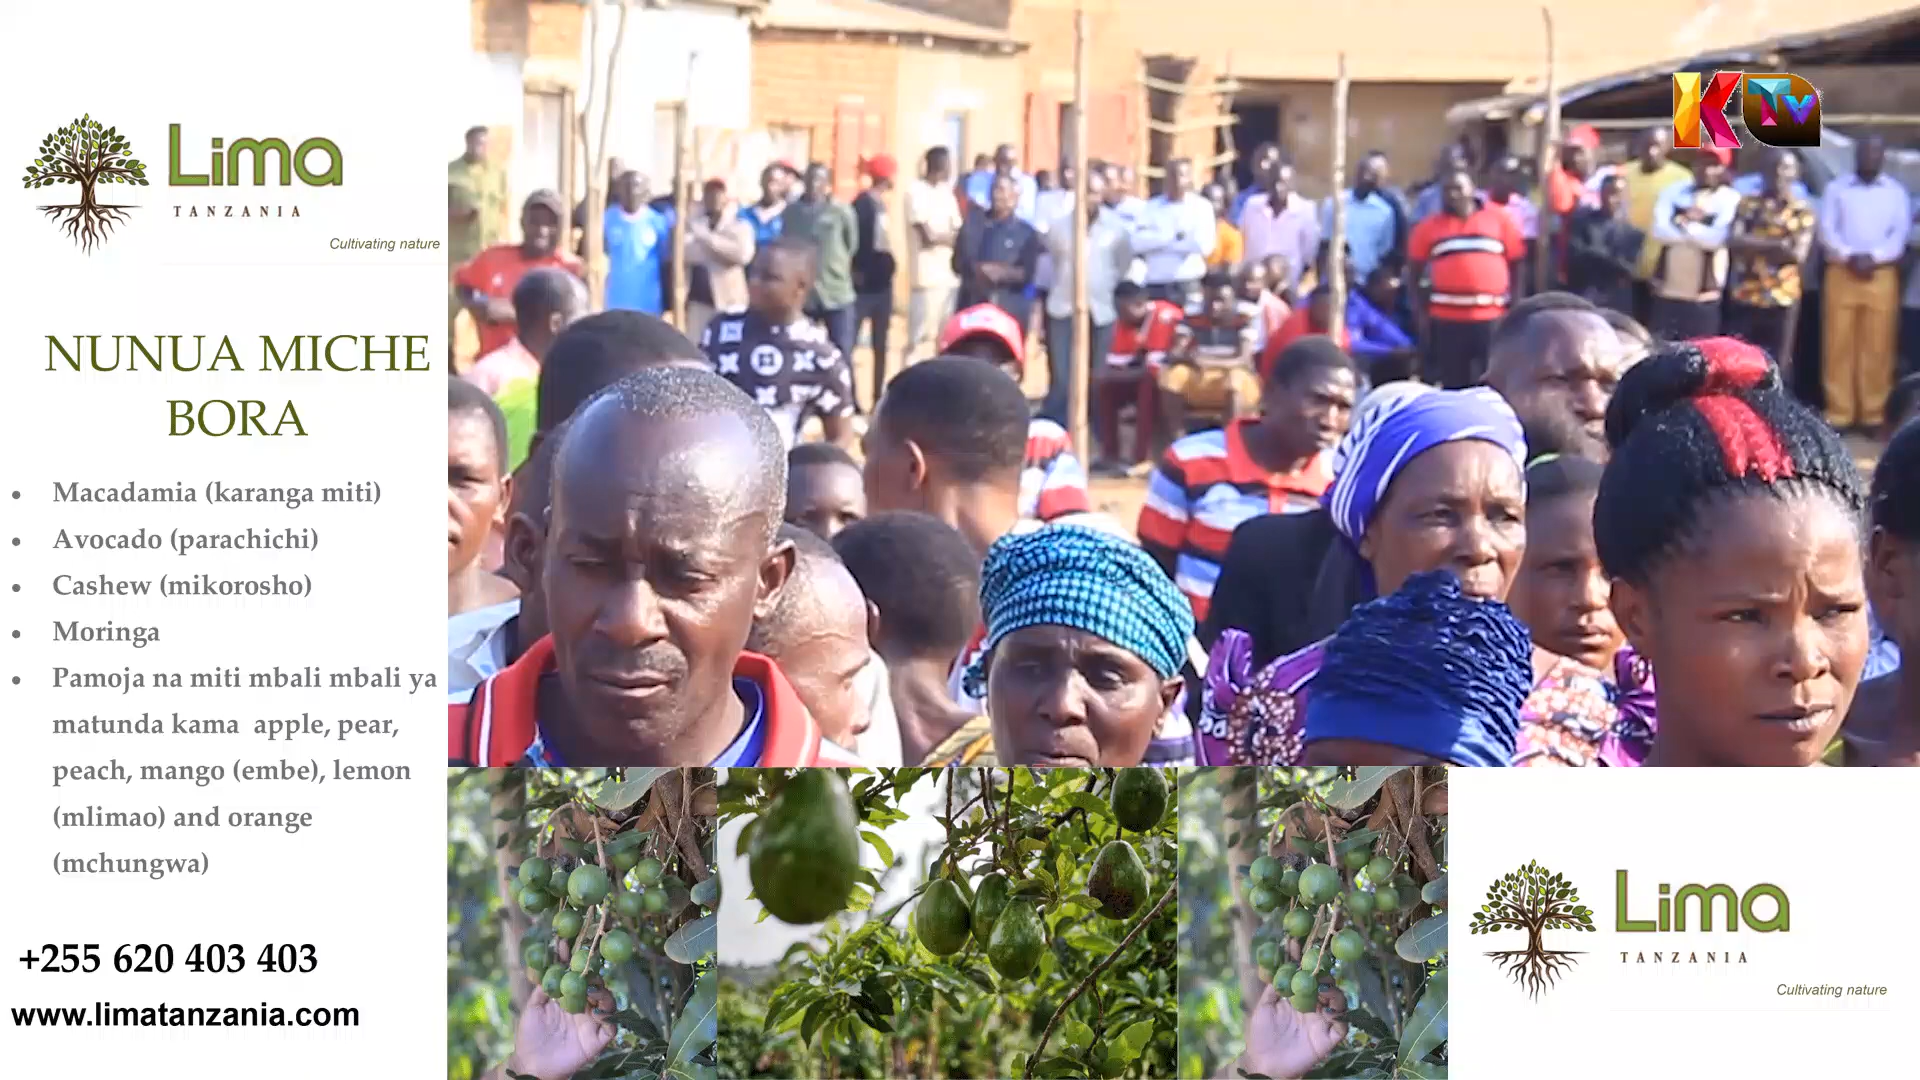 Lima
TANZANIA
Cultivating nature
NUNUA MICHE
BORA
• Macadamia (karanga miti)
• Avocado (parachichi)
• Cashew (mikorosho)
• Moringa
• Pamoja na miti mbali mbali ya
matunda kama apple, pear,
peach, mango (embe), lemon
(mlimao) and orange
(mchungwa)
+255 620 403 403
www.limatanzania.com
KTv
Lima
TANZANIA
Cultivating nature